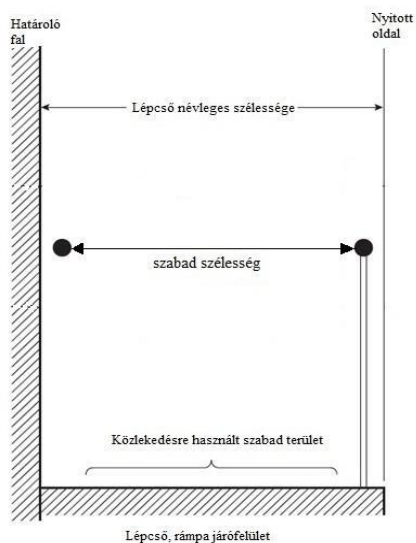 Határoló
fal
Nyitott
oldal
Lépcső névleges szélessége
szabad szélesség
Közlekedésre használt szabad terület
Lépcső, rámpa járófelület